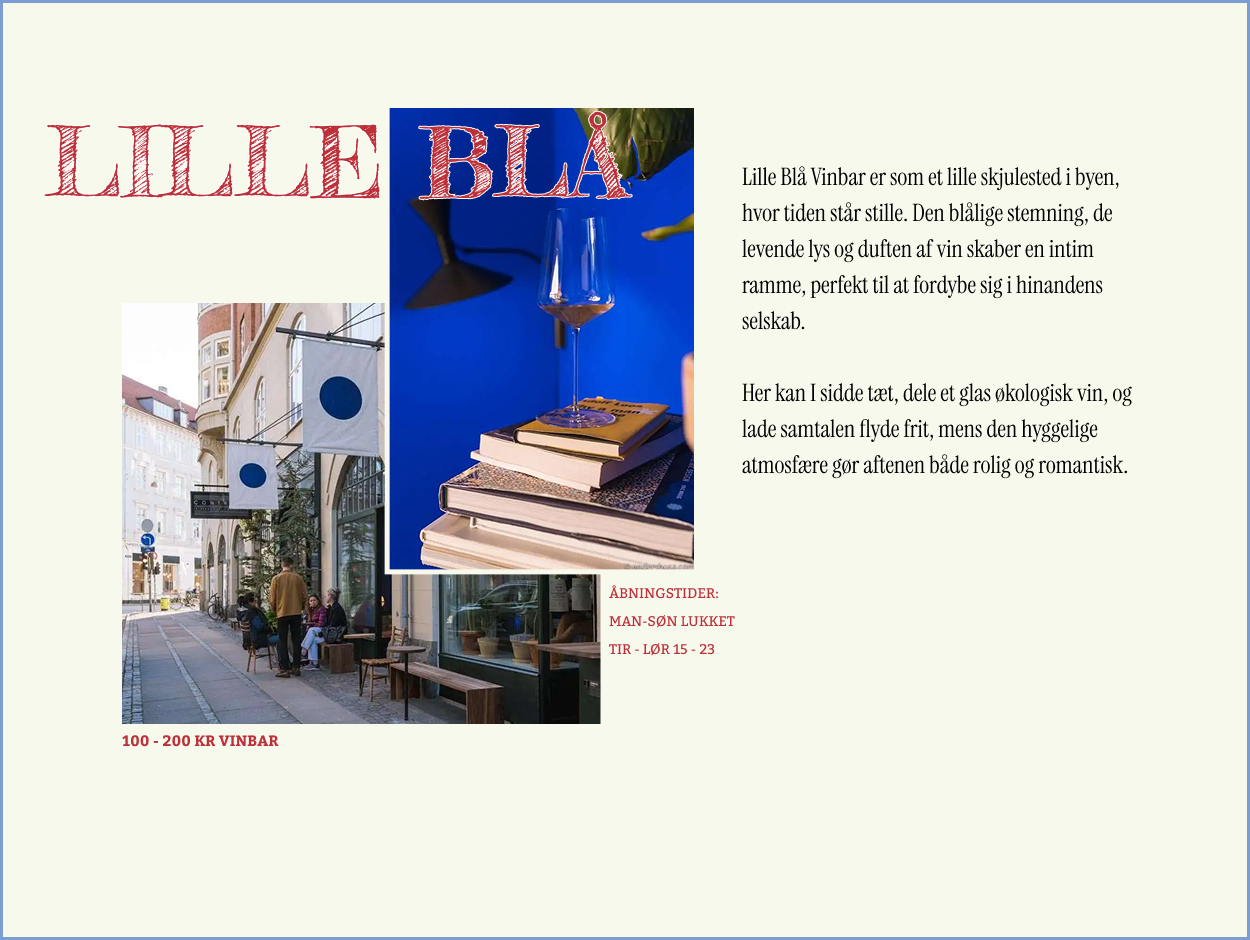 LILLE BLÅ
Lille Blå Vinbar er som et lille skjulested i byen,
hvor tiden står stille. Den blålige stemning, de
levende lys og duften af vin skaber en intim
ramme, perfekt til at fordybe sig i hinandens
selskab.
Her kan I sidde tæt, dele et glas økologisk vin, og
lade samtalen flyde frit, mens den hyggelige
atmosfære gør aftenen både rolig og romantisk.
ÅBNINGSTIDER:
MAN-SØN LUKKET
TIR - LØR 15 - 23
100 - 200 KR VINBAR